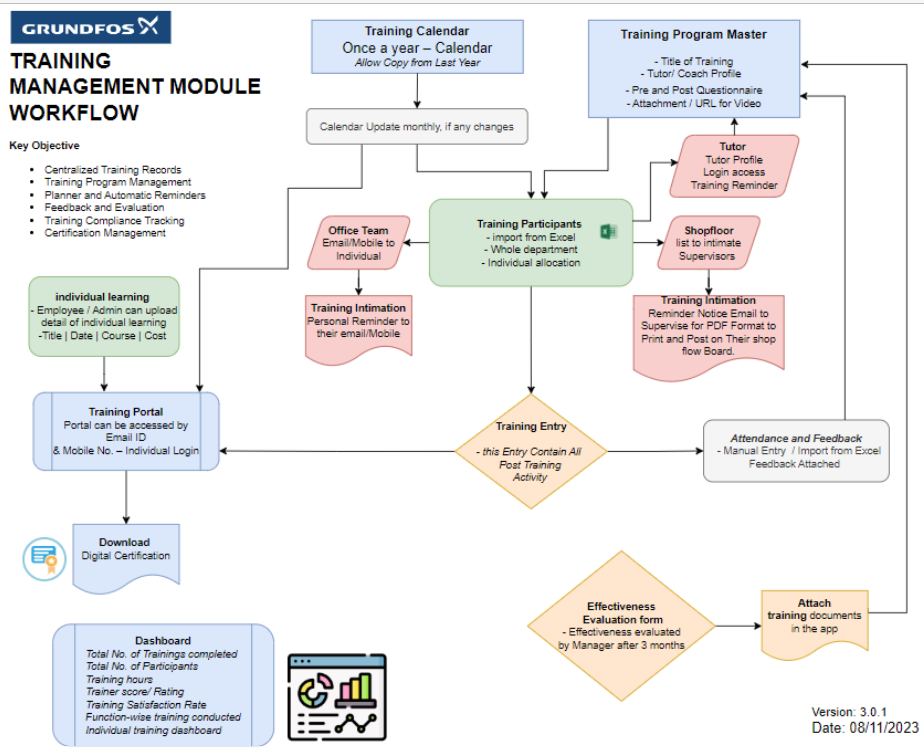 GRUNDFOS
TRAINING
MANAGEMENT MODULE
WORKFLOW
Key Objective
• Centralized Training Records
• Training Program Management
• Planner and Automatic Reminders
• Feedback and Evaluation
• Training Compliance Tracking
• Certification Management
Training Calendar
Once a year – Calendar
Allow Copy from Last Year
Calendar Update monthly, if any changes
Training Program Master
- Title of Training
- Tutor/ Coach Profile
- Pre and Post Questionnaire
- Attachment / URL for Video
Tutor
Tutor Profile
Login access
Training Reminder
Training Participants
- import from Excel
- Whole department
- Individual allocation
Office Team
Email/Mobile to
Individual
Shopfloor
list to intimate
Supervisors
Training Intimation
Personal Reminder to
their email/Mobile
Training Intimation
Reminder Notice Email to
Supervise for PDF Format to
Print and Post on Their shop
flow Board.
individual learning
- Employee / Admin can upload
detail of individual learning
-Title | Date | Course | Cost
Training Portal
Portal can be accessed by
Email ID
& Mobile No. – Individual Login
Training Entry
- this Entry Contain All
Post Training
Activity
Attendance and Feedback
- Manual Entry / Import from Excel
Feedback Attached
Download
Digital Certification
Effectiveness
Evaluation form
- Effectiveness evaluated
by Manager after 3 months
Attach
training documents
in the app
Dashboard
Total No. of Trainings completed
Total No. of Participants
Training hours
Trainer score/ Rating
Training Satisfaction Rate
Function-wise training conducted
Individual training dashboard
Version: 3.0.1
Date: 08/11/2023